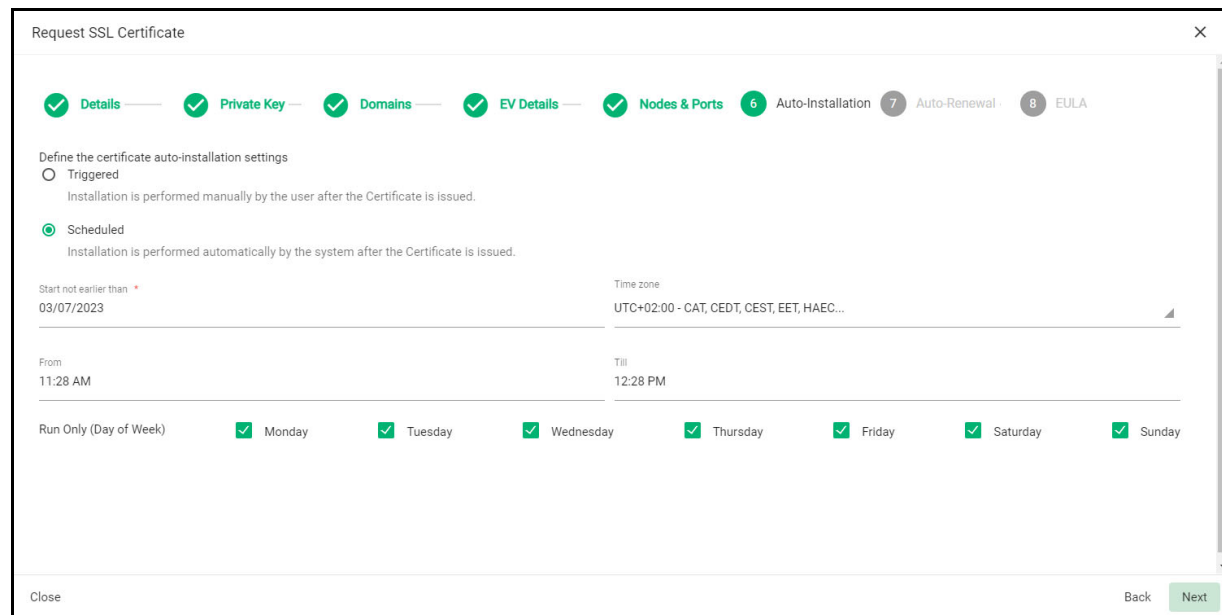 Request SSL Certificate
Details Private Key Domains EV Details Nodes & Ports 6 Auto-Installation 7 Auto-Renewal 8 EULA
Define the certificate auto-installation settings
Triggered
Installation is performed manually by the user after the Certificate is issued.
Scheduled
Installation is performed automatically by the system after the Certificate is issued.
Start not earlier than * Time zone
03/07/2023 UTC+02:00 - CAT, CEDT, CEST, EET, HAEC...
From Till
11:28 AM 12:28 PM
Run Only (Day of Week) Monday Tuesday Wednesday Thursday Friday Saturday Sunday
Close Back Next